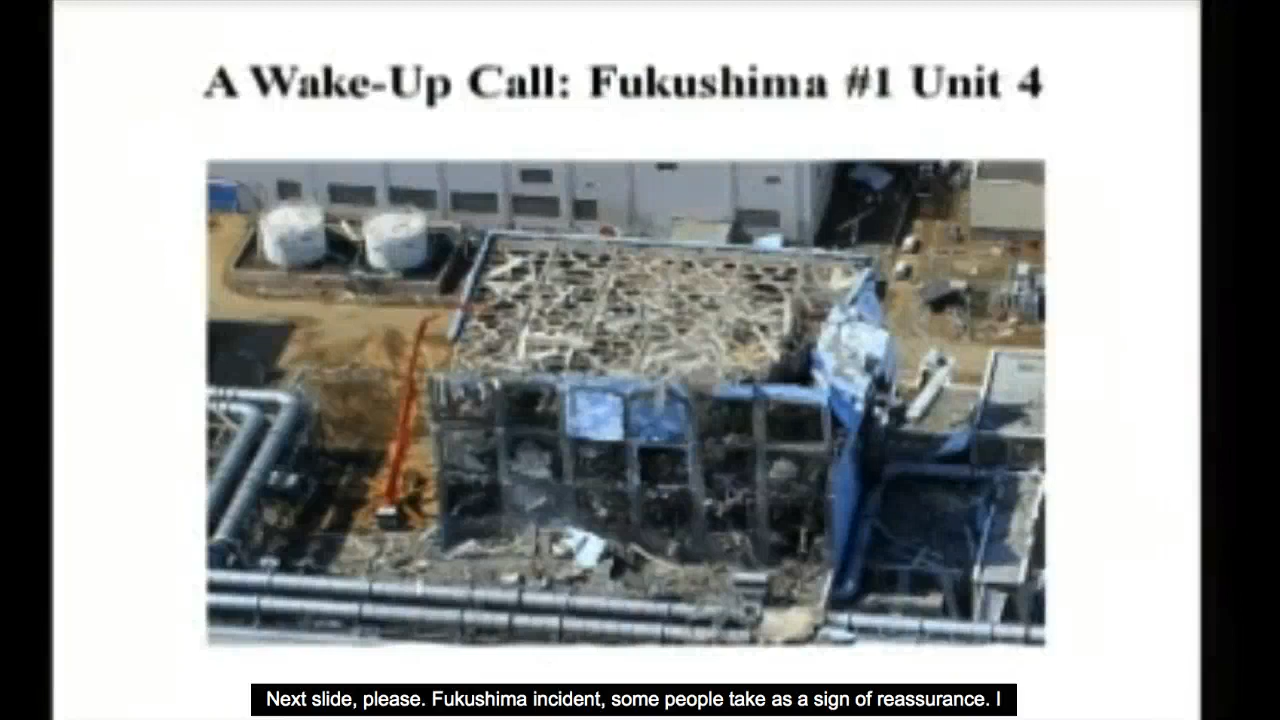 A Wake-Up Call: Fukushima #1 Unit 4
Next slide, please. Fukushima incident, some people take as a sign of reassurance. I